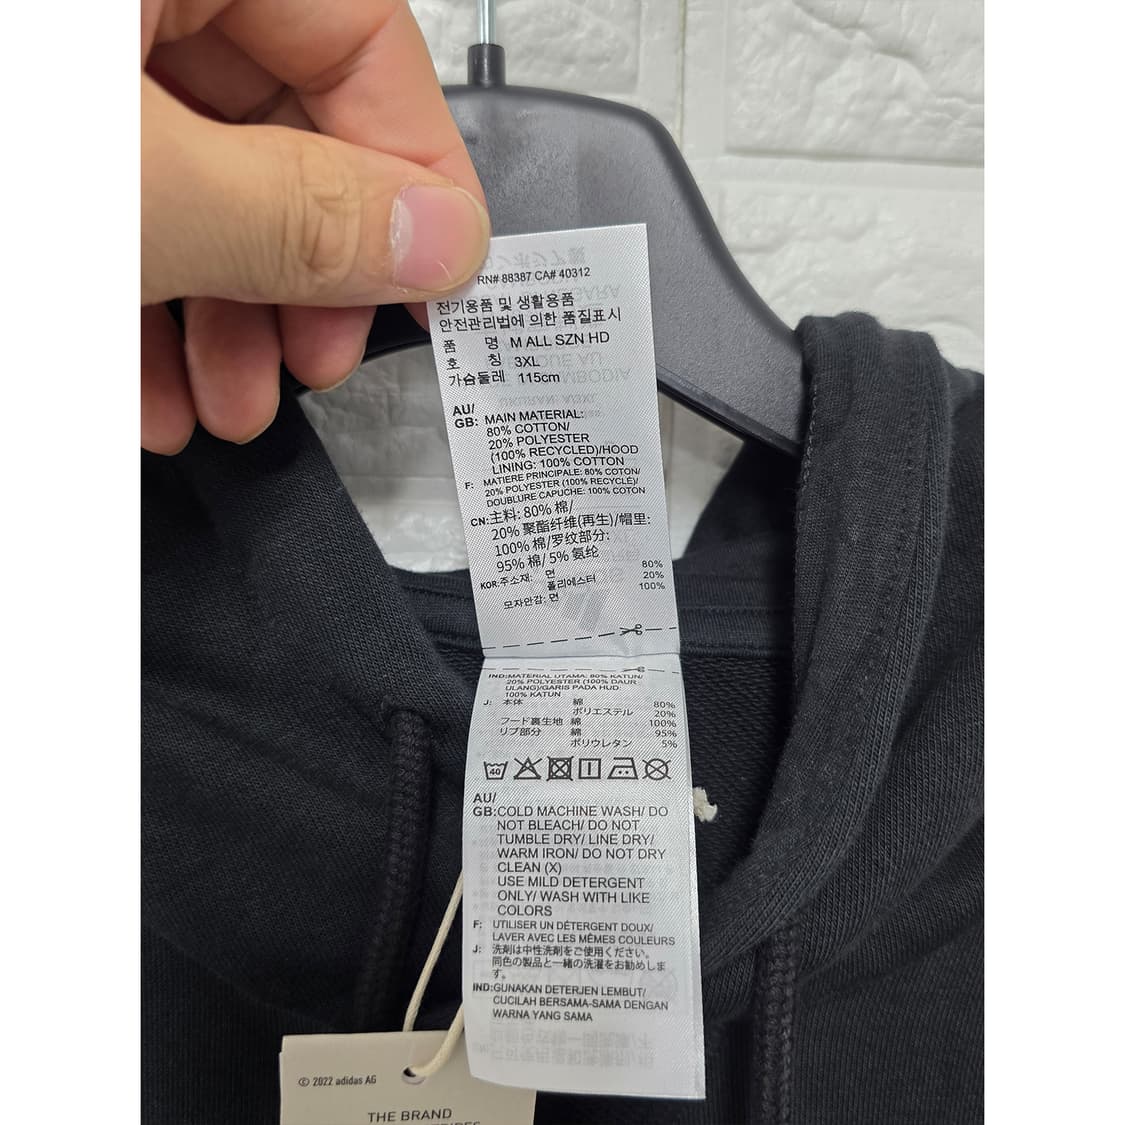 RN# 88387 CA# 40312
전기용품 및 생활용품
안전관리법에 의한 품질표시
품 명 M ALL SZN HD
호 칭 3XL
가슴둘레 115cm
AU/
GB: MAIN MATERIAL:
80% COTTON/
20% POLYESTER
(100% RECYCLED)/HOOD
LINING: 100% COTTON
F: MATIERE PRINCIPALE: 80% COTON/
20% POLYESTER (100% RECYCLÉ)/
DOUBLURE CAPUCHE: 100% COTON
CN: 主料: 80% 棉/
20% 聚酯纤维(再生)/帽里:
100% 棉/罗纹部分:
95% 棉/ 5% 氨纶
KOR: 주소재: 면 80%
폴리에스터 20%
모자안감: 면 100%
IND: MATERIAL UTAMA: 80% KATUN/
20% POLYESTER (100% DAUR
ULANG)/GARIS PADA HUD:
100% KATUN
J: 本体 綿 80%
ポリエステル 20%
フード裏生地 綿 100%
リブ部分 綿 95%
ポリウレタン 5%
40
AU/
GB: COLD MACHINE WASH/ DO
NOT BLEACH/ DO NOT
TUMBLE DRY/ LINE DRY/
WARM IRON/ DO NOT DRY
CLEAN (X)
USE MILD DETERGENT
ONLY/ WASH WITH LIKE
COLORS
F: UTILISER UN DÉTERGENT DOUX/
LAVER AVEC LES MÊMES COULEURS
J: 洗剤は中性洗剤をご使用ください。
同色の製品と一緒の洗濯をお勧めしま
す。
IND: GUNAKAN DETERJEN LEMBUT/
CUCILAH BERSAMA-SAMA DENGAN
WARNA YANG SAMA
© 2022 adidas AG
THE BRAND